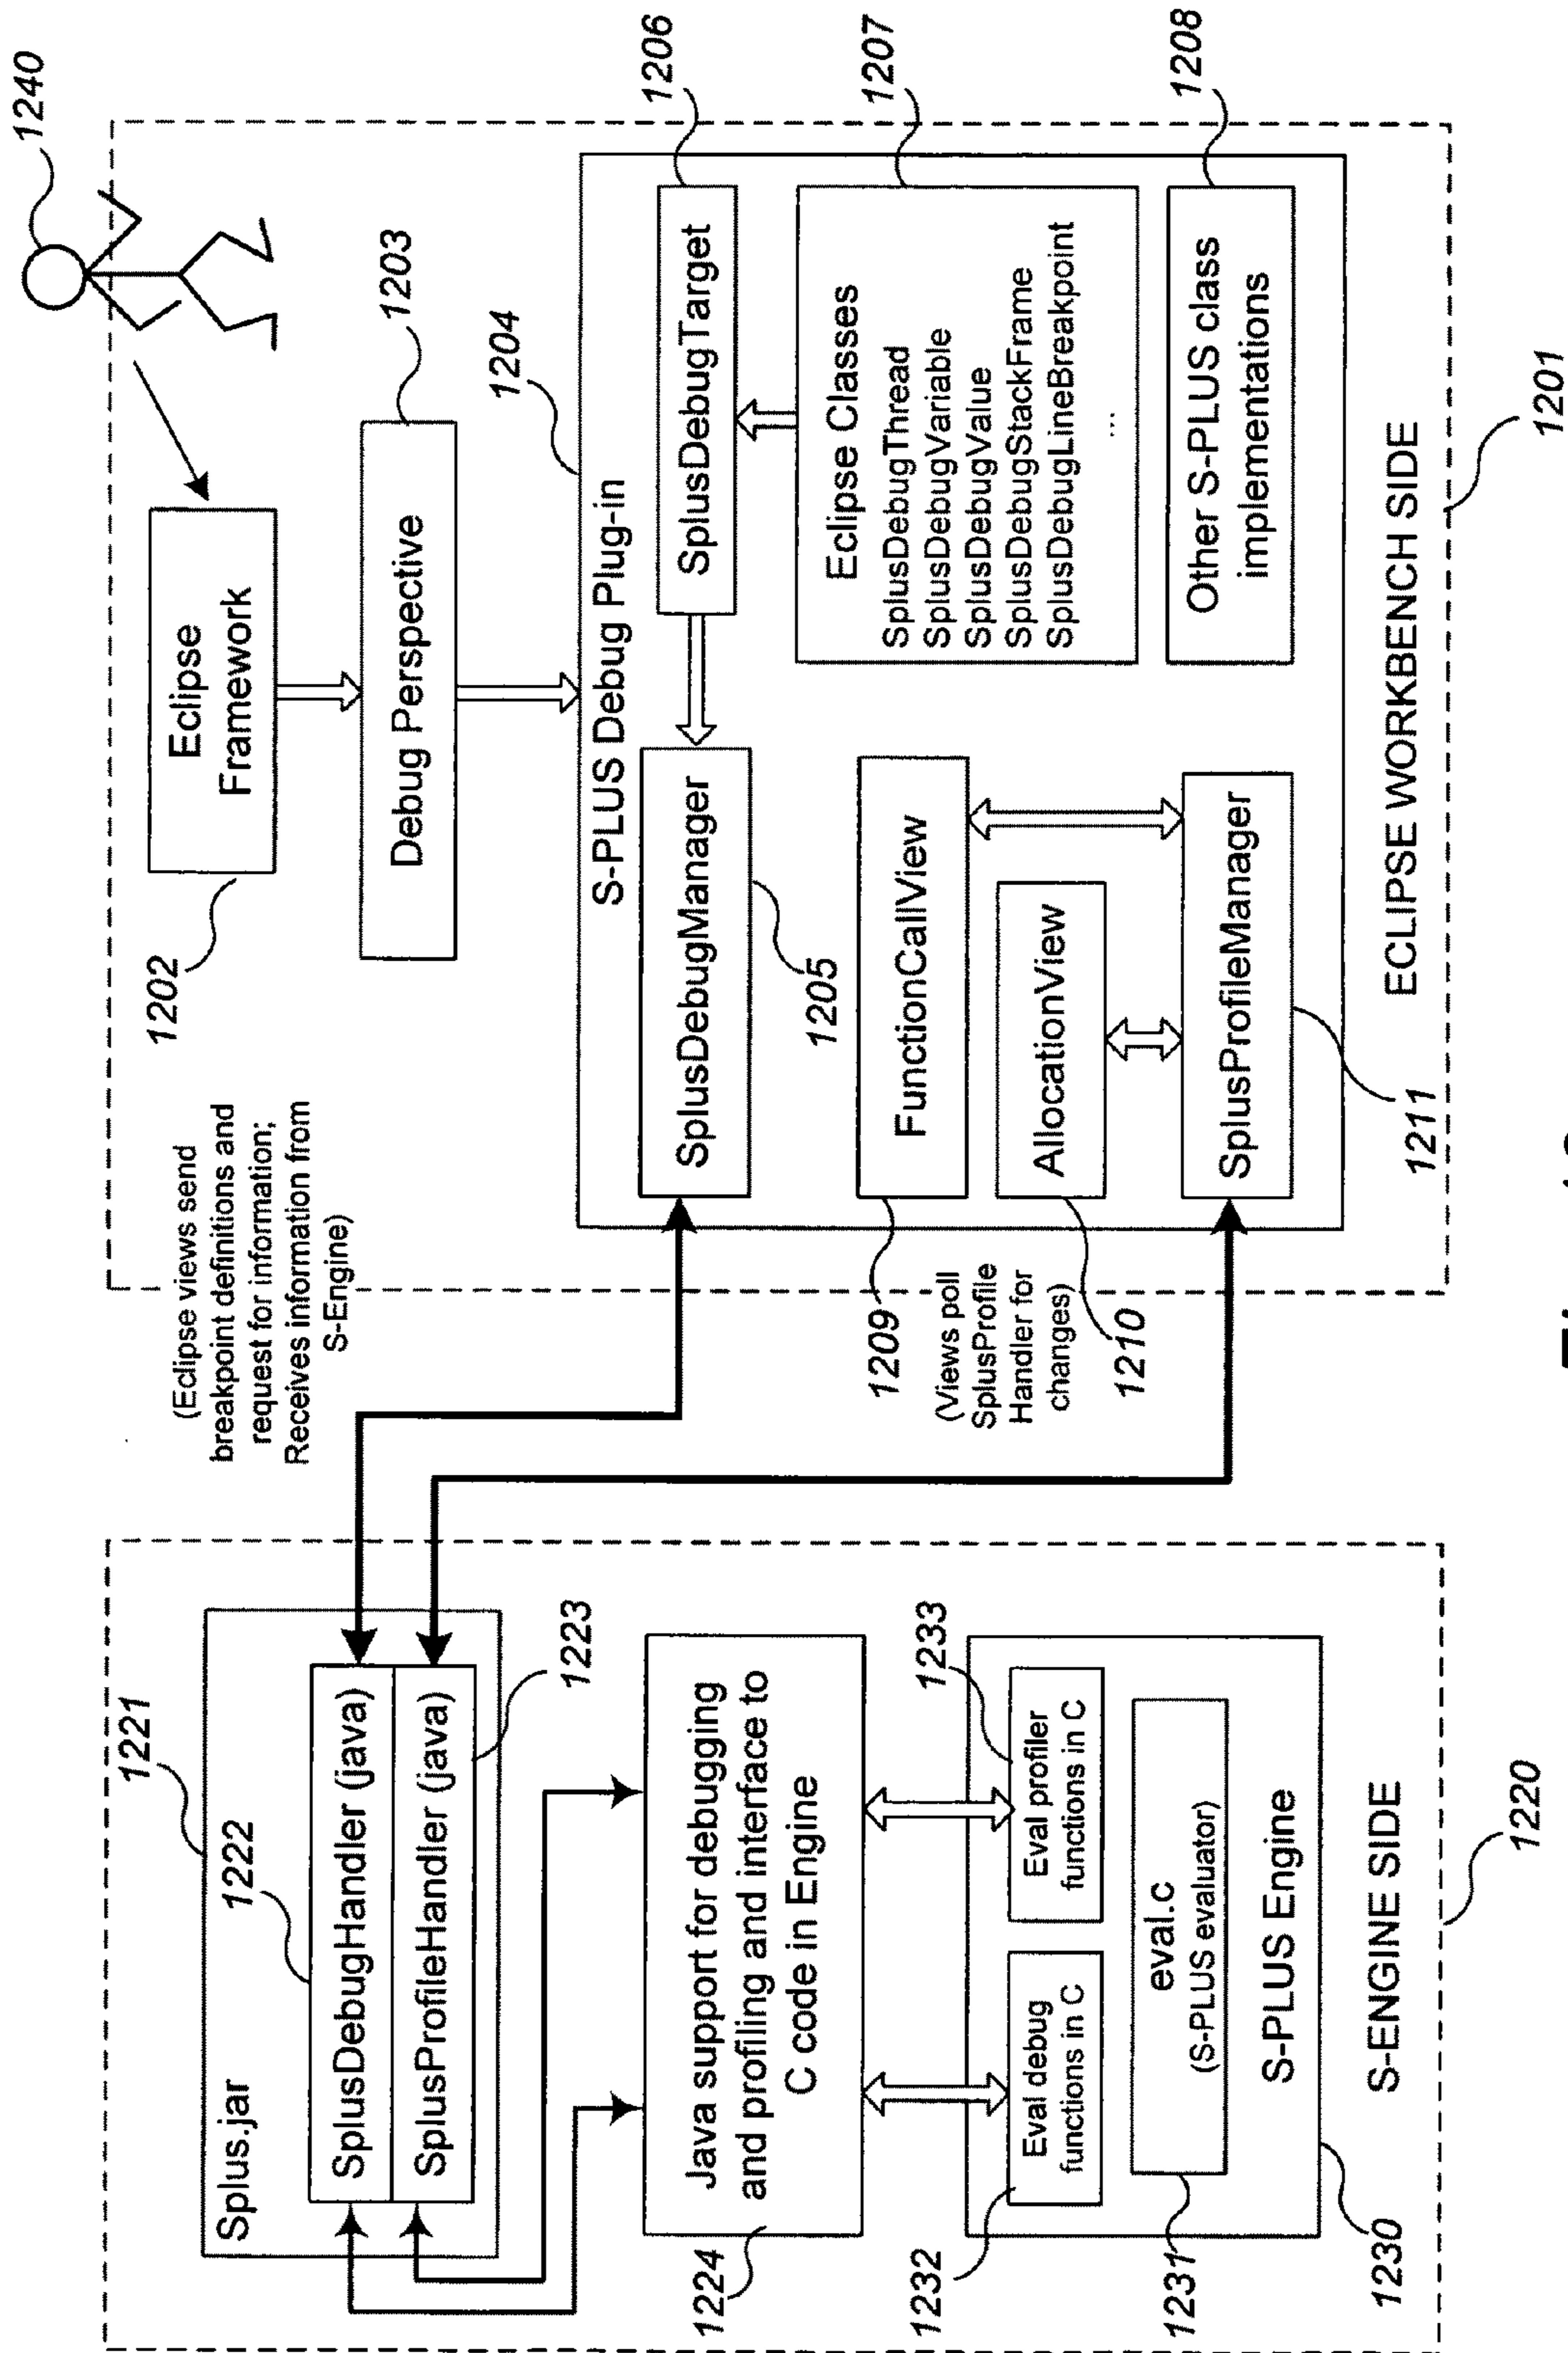 1240
1202
Eclipse
Framework
1203
Debug Perspective
(Eclipse views send
breakpoint definitions and
request for information;
Receives information from
S-Engine)
1204
S-PLUS Debug Plug-in
SplusDebugManager
1205
SplusDebugTarget
1206
Eclipse Classes
SplusDebugThread
SplusDebugVariable
SplusDebugValue
SplusDebugStackFrame
SplusDebugLineBreakpoint
...
1207
Other S-PLUS class
implementations
1208
FunctionCallView
1209
(Views poll
SplusProfile
Handler for
changes)
AllocationView
1210
SplusProfileManager
1211
ECLIPSE WORKBENCH SIDE
1201
1221
Splus.jar
1222
SplusDebugHandler (java)
SplusProfileHandler (java)
1223
Java support for debugging
and profiling and interface to
C code in Engine
1224
1232
Eval debug
functions in C
1233
Eval profiler
functions in C
eval.c
(S-PLUS evaluator)
1231
S-PLUS Engine
1230
S-ENGINE SIDE
1220